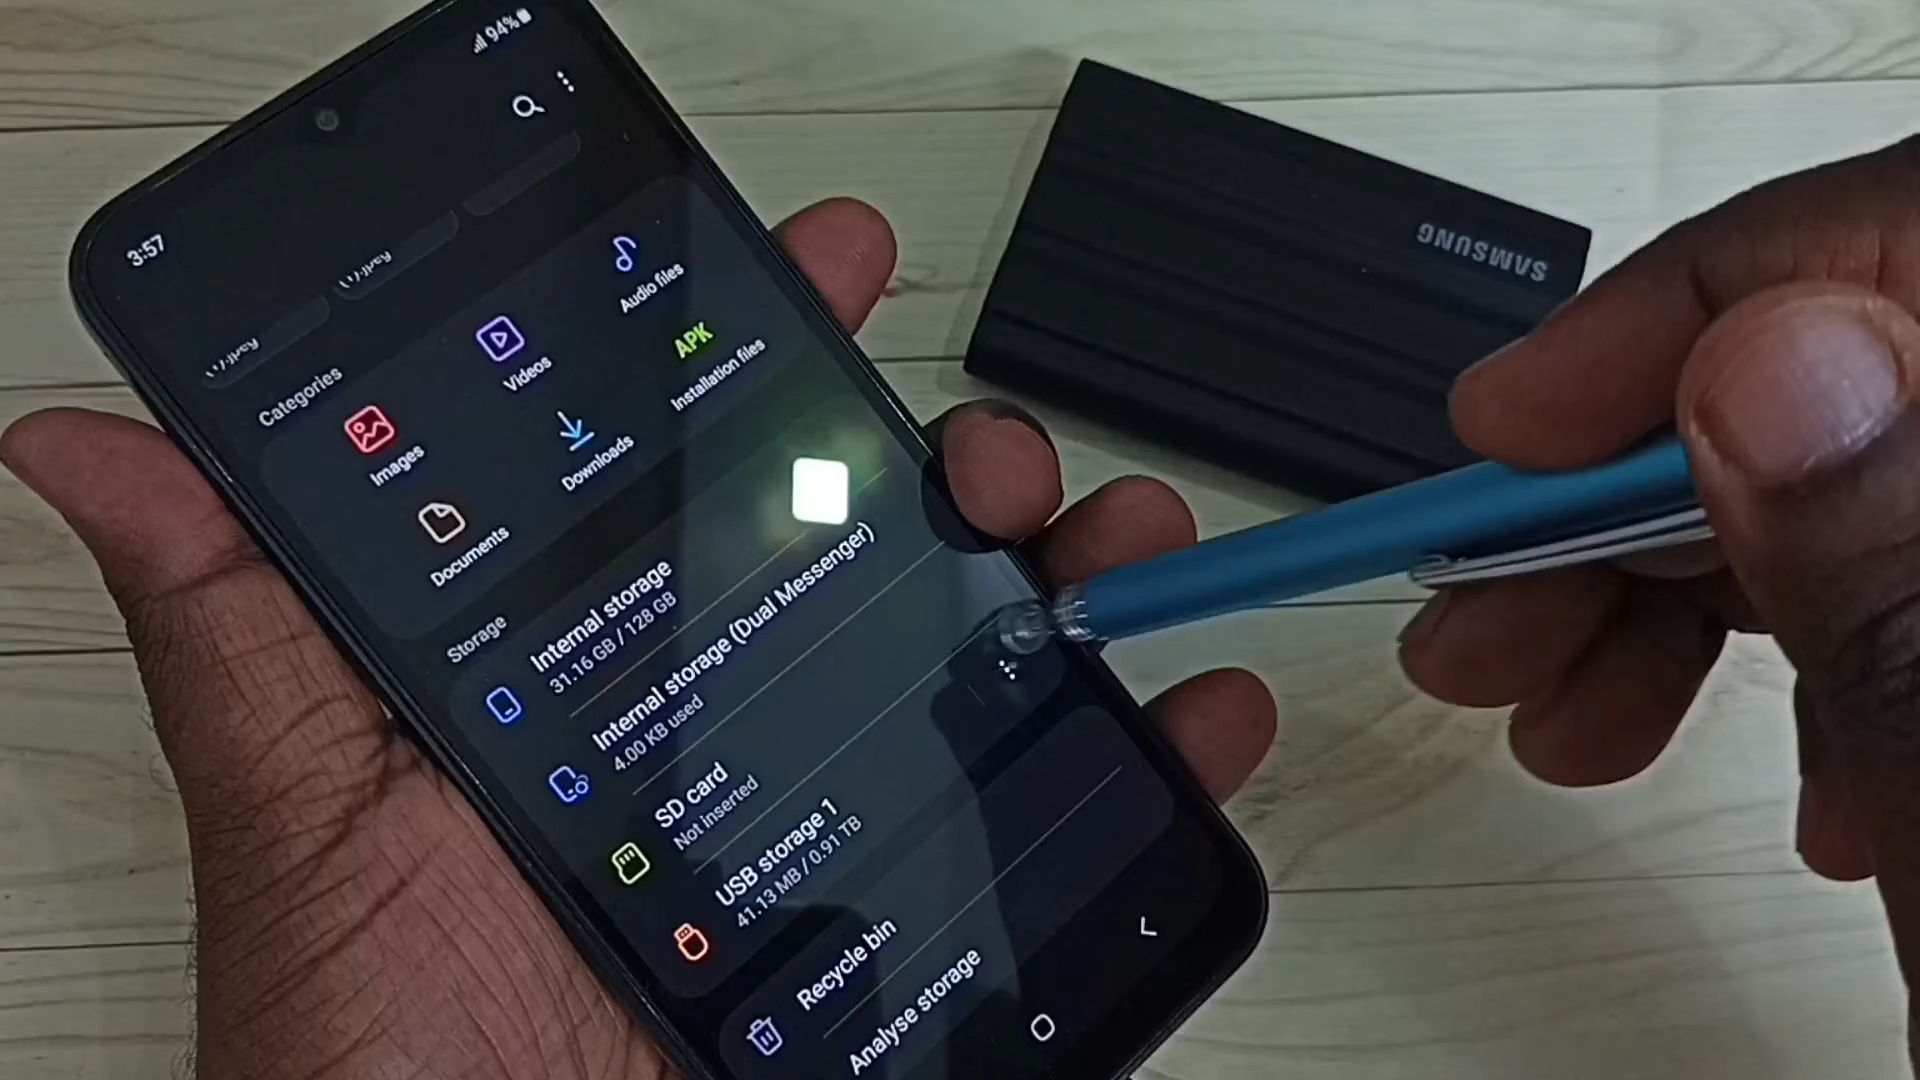 3:57
94%
Categories
Images
Videos
Audio files
Documents
Downloads
APK
Installation files
Storage
Internal storage
31.16 GB / 128 GB
Internal storage (Dual Messenger)
4.00 KB used
SD card
Not inserted
USB storage 1
41.13 MB / 0.91 TB
Recycle bin
Analyse storage
SAMSUNG